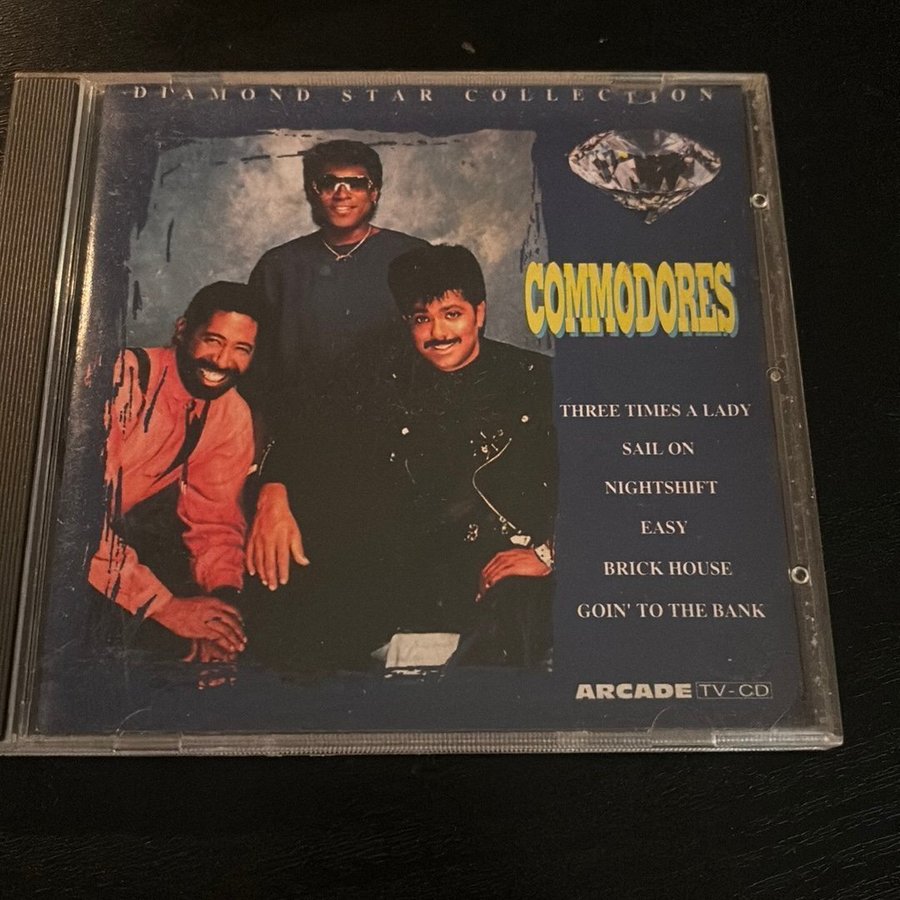 DIAMOND STAR COLLECTION
COMMODORES
THREE TIMES A LADY
SAIL ON
NIGHTSHIFT
EASY
BRICK HOUSE
GOIN' TO THE BANK
ARCADE TV-CD